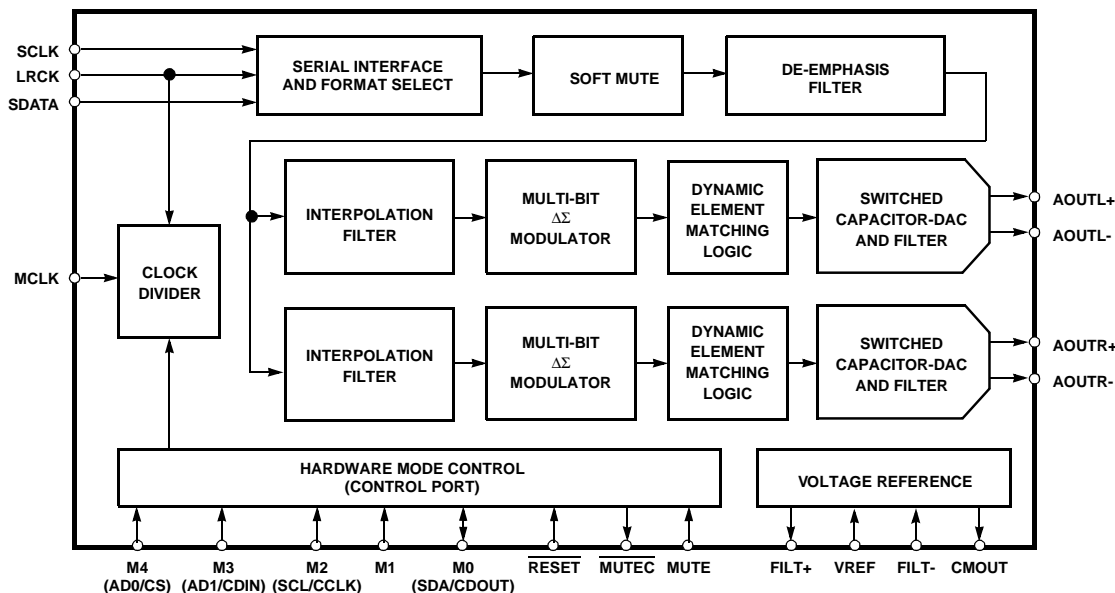 SCLK
LRCK
SDATA
SERIAL INTERFACE
AND FORMAT SELECT
SOFT MUTE
DE-EMPHASIS
FILTER
MCLK
CLOCK
DIVIDER
INTERPOLATION
FILTER
MULTI-BIT
ΔΣ
MODULATOR
DYNAMIC
ELEMENT
MATCHING
LOGIC
SWITCHED
CAPACITOR-DAC
AND FILTER
AOUTL+
AOUTL-
INTERPOLATION
FILTER
MULTI-BIT
ΔΣ
MODULATOR
DYNAMIC
ELEMENT
MATCHING
LOGIC
SWITCHED
CAPACITOR-DAC
AND FILTER
AOUTR+
AOUTR-
HARDWARE MODE CONTROL
(CONTROL PORT)
VOLTAGE REFERENCE
M4
(AD0/CS)
M3
(AD1/CDIN)
M2
(SCL/CCLK)
M1
M0
(SDA/CDOUT)
RESET
MUTEC
MUTE
FILT+
VREF
FILT-
CMOUT